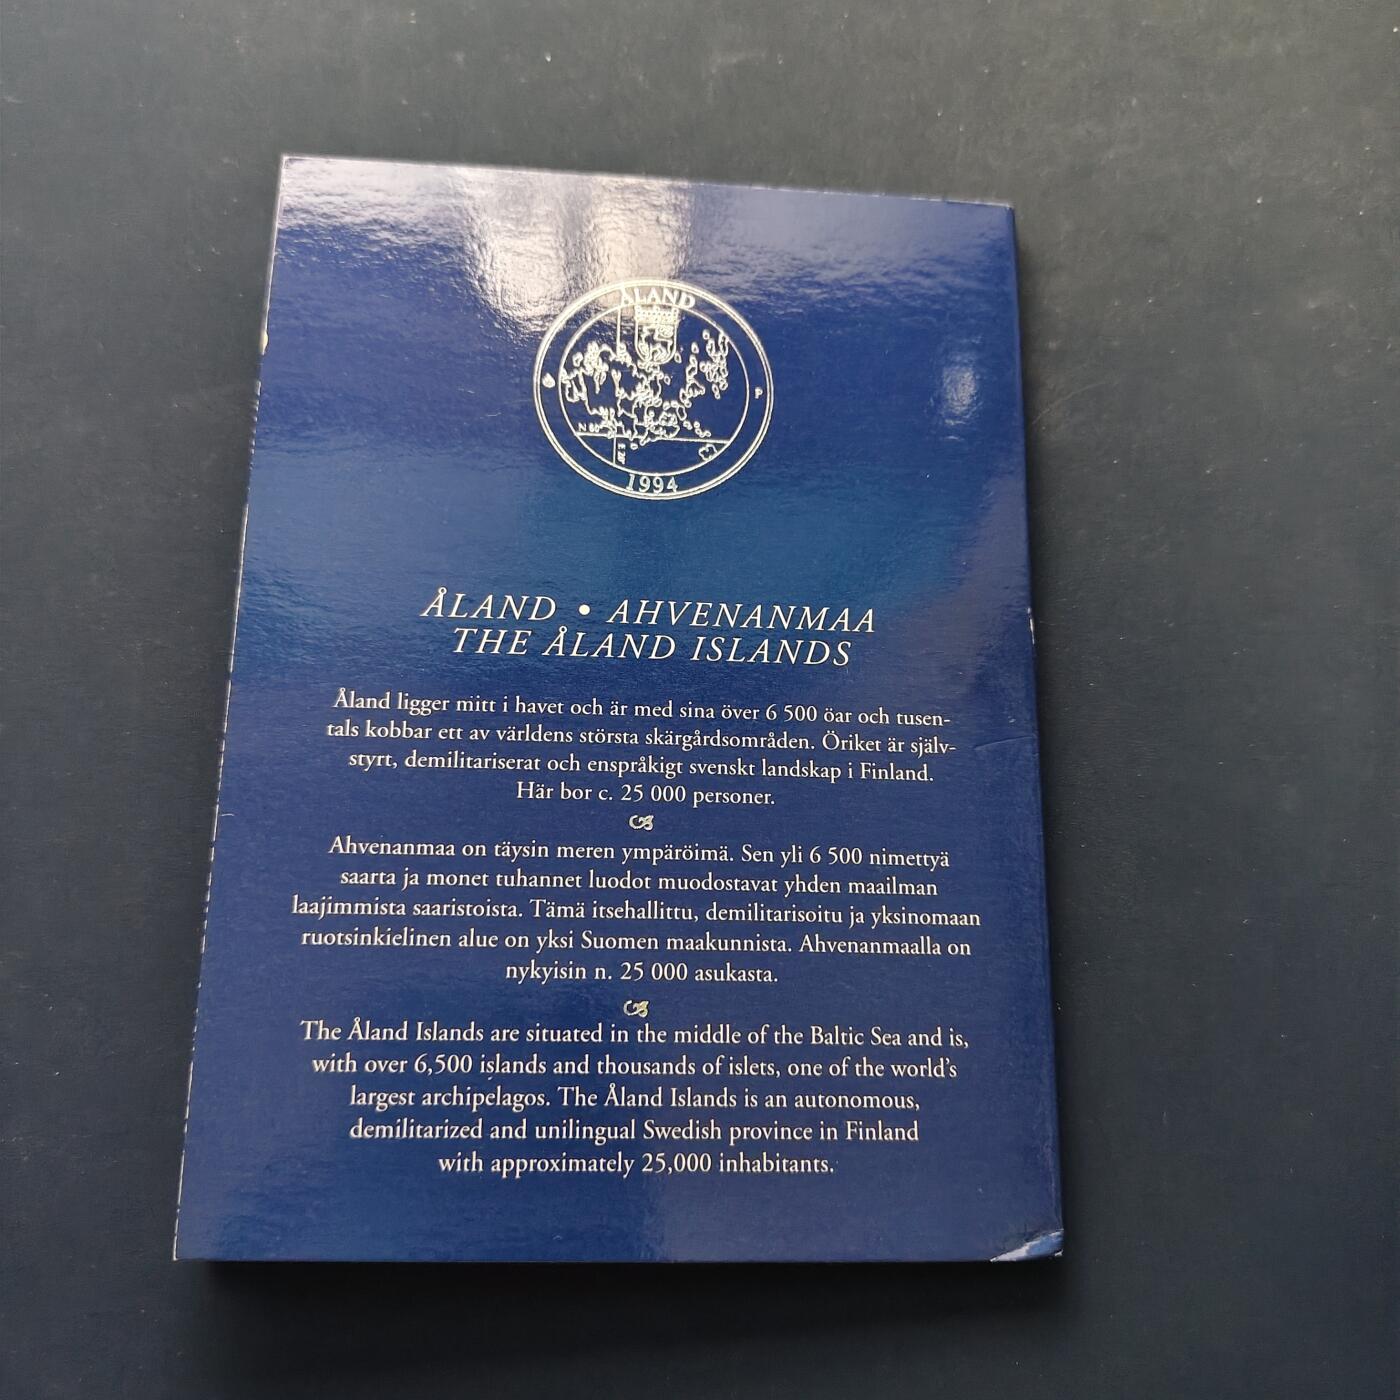 ÅLAND
P
N 60°
1994
ÅLAND • AHVENANMAA
THE ÅLAND ISLANDS
Åland ligger mitt i havet och är med sina över 6 500 öar och tusen-
tals kobbar ett av världens största skärgårdsområden. Öriket är själv-
styrt, demilitariserat och enspråkigt svenskt landskap i Finland.
Här bor c. 25 000 personer.
Ahvenanmaa on täysin meren ympäröimä. Sen yli 6 500 nimettyä
saarta ja monet tuhannet luodot muodostavat yhden maailman
laajimmista saaristoista. Tämä itsehallittu, demilitarisoitu ja yksinomaan
ruotsinkielinen alue on yksi Suomen maakunnista. Ahvenanmaalla on
nykyisin n. 25 000 asukasta.
The Åland Islands are situated in the middle of the Baltic Sea and is,
with over 6,500 islands and thousands of islets, one of the world's
largest archipelagos. The Åland Islands is an autonomous,
demilitarized and unilingual Swedish province in Finland
with approximately 25,000 inhabitants.